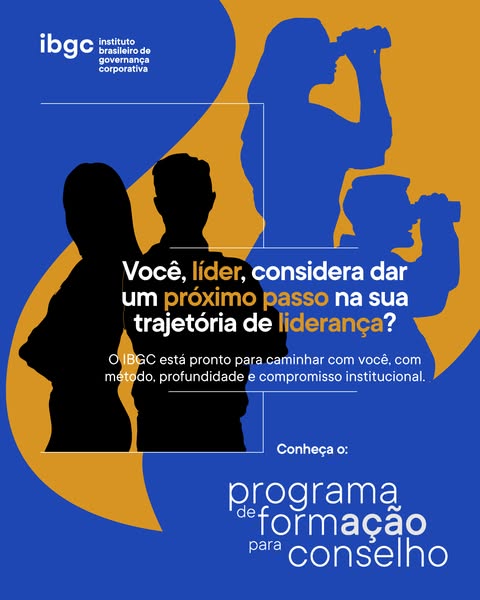 ibgc
instituto
brasileiro de
governança
corporativa
Você, líder, considera dar
um próximo passo na sua
trajetória de liderança?
O IBGC está pronto para caminhar com você, com
método, profundidade e compromisso institucional.
Conheça o:
programa
de formação
para conselho